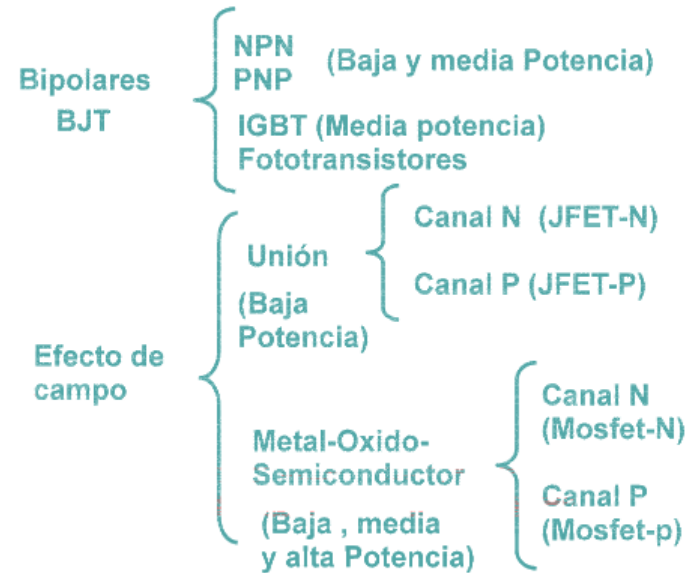 Bipolares
BJT
NPN
PNP
(Baja y media Potencia)
IGBT (Media potencia)
Fototransistores
Efecto de
campo
Unión
(Baja
Potencia)
Canal N (JFET-N)
Canal P (JFET-P)
Metal-Oxido-
Semiconductor
(Baja , media
y alta Potencia)
Canal N
(Mosfet-N)
Canal P
(Mosfet-p)